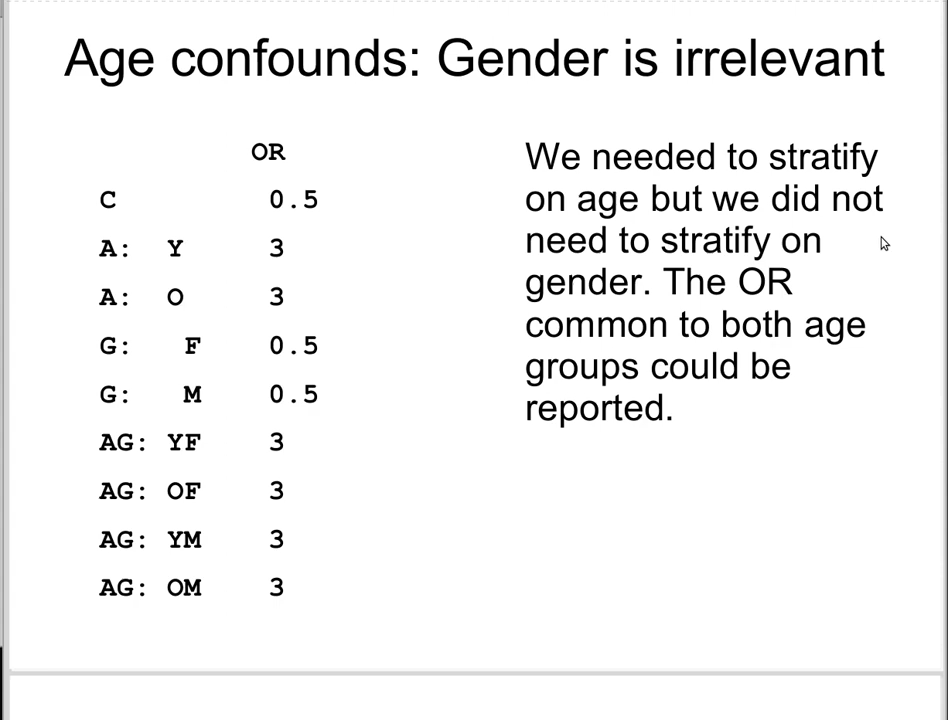 Age confounds: Gender is irrelevant
OR
C 0.5
A: Y 3
A: O 3
G: F 0.5
G: M 0.5
AG: YF 3
AG: OF 3
AG: YM 3
AG: OM 3
We needed to stratify
on age but we did not
need to stratify on
gender. The OR
common to both age
groups could be
reported.